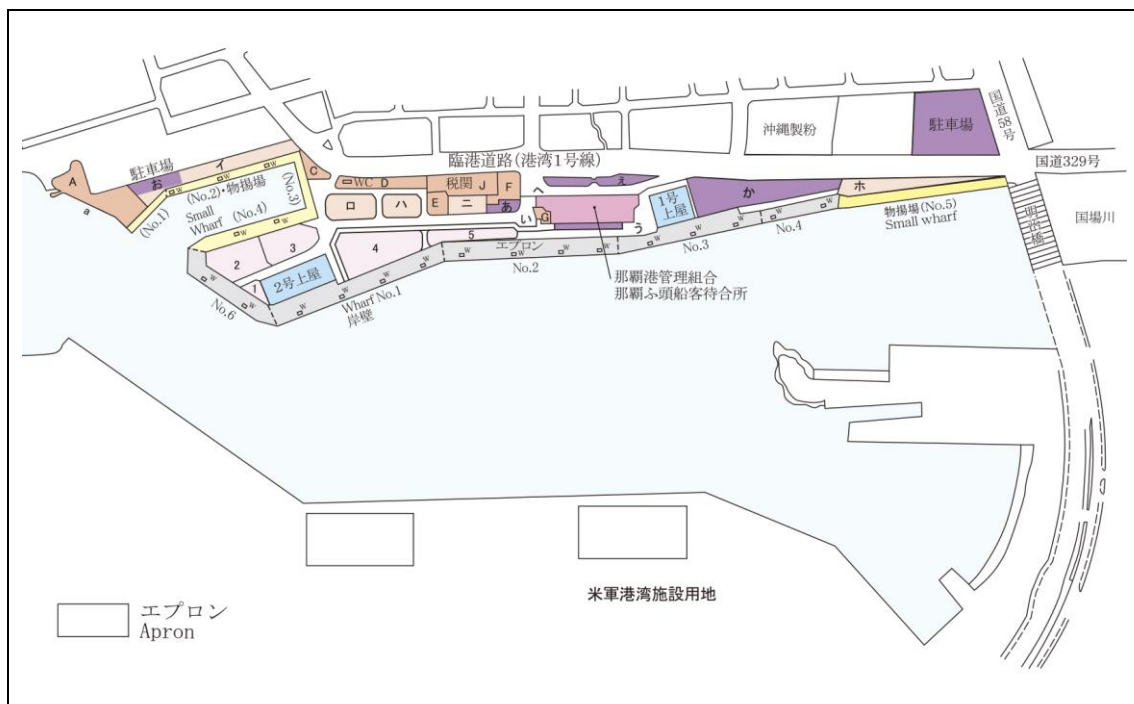 沖縄製粉
駐車場
国道58号
臨港道路(港湾1号線)
国道329号
駐車場
A
a
お
イ
W
W
W
(No.1)
(No.2)・物揚場
Small
Wharf
(No.4)
(No.3)
W
W
C
WC D
税関
J
F
E
ニ
あ
ロ
ハ
へ
え
い
G
う
1号
上屋
か
ホ
物揚場(No.5)
Small wharf
明治橋
国場川
2
3
4
5
1
2号上屋
エプロン
W
W
W
W
W
W
W
W
W
W
W
W
W
W
No.6
Wharf No.1
岸壁
No.2
No.3
No.4
那覇港管理組合
那覇ふ頭船客待合所
米軍港湾施設用地
エプロン
Apron